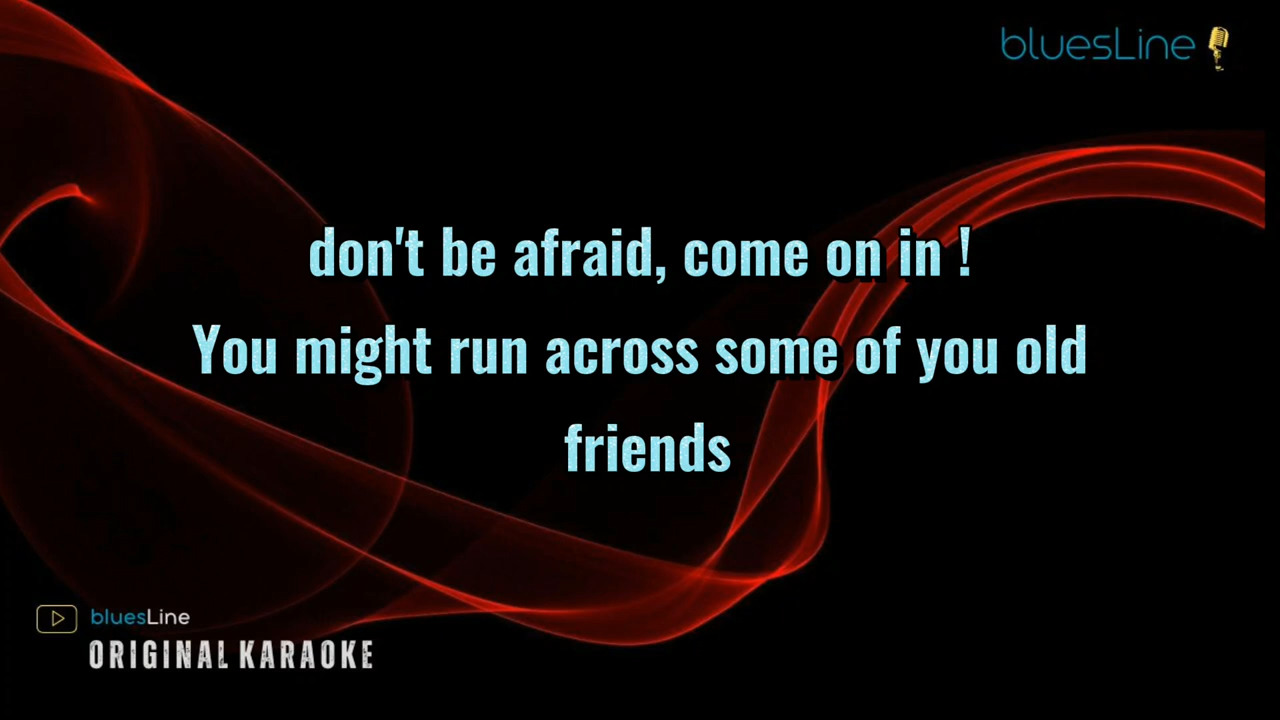 bluesLine
don't be afraid, come on in !
You might run across some of you old
friends
bluesLine
ORIGINAL KARAOKE